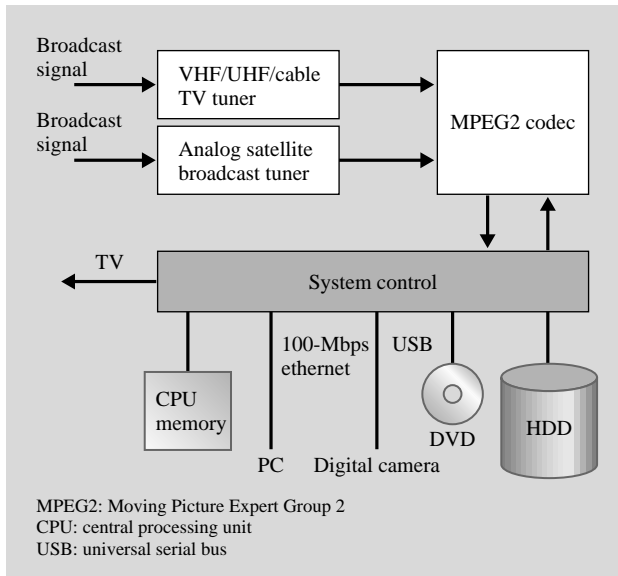 Broadcast
signal
VHF/UHF/cable
TV tuner
MPEG2 codec
Broadcast
signal
Analog satellite
broadcast tuner
TV
System control
100-Mbps
ethernet
USB
CPU
memory
DVD
HDD
PC
Digital camera
MPEG2: Moving Picture Expert Group 2
CPU: central processing unit
USB: universal serial bus